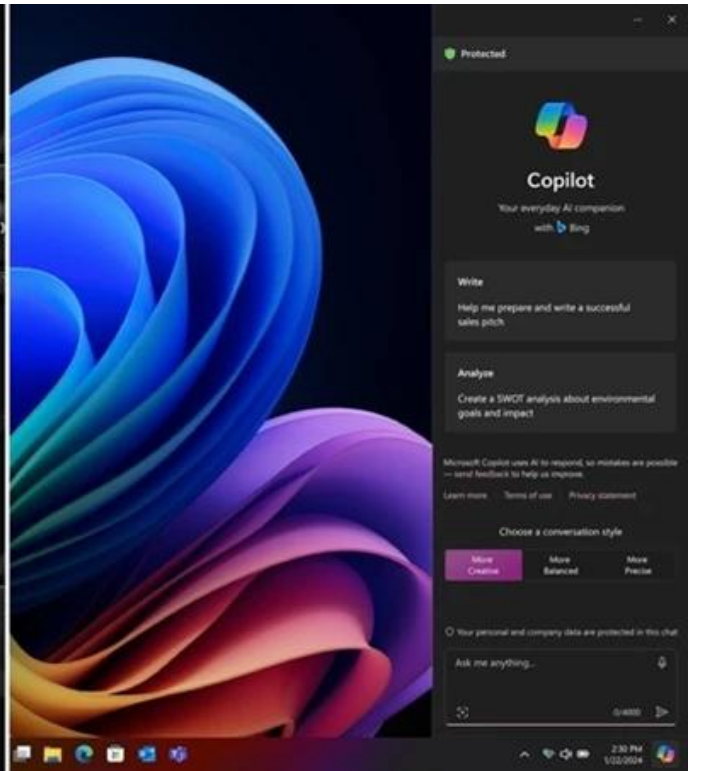 Protected
Copilot
Your everyday AI companion
with Bing
Write
Help me prepare and write a successful
sales pitch
Analyze
Create a SWOT analysis about environmental
goals and impact
Microsoft Copilot uses AI to respond, so mistakes are possible
— send feedback to help us improve.
Learn more Terms of use Privacy statement
Choose a conversation style
More
Creative
More
Balanced
More
Precise
Your personal and company data are protected in this chat
Ask me anything...
0/4000
2:30 PM
1/22/2024